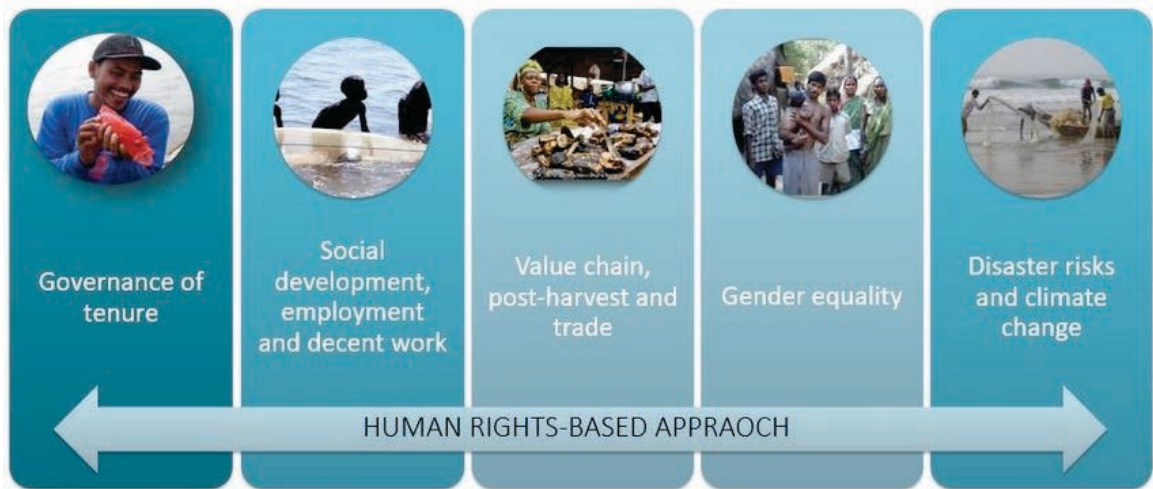 Governance of
tenure
Social
development,
employment
and decent work
Value chain,
post-harvest and
trade
Gender equality
Disaster risks
and climate
change
HUMAN RIGHTS-BASED APPRAOCH